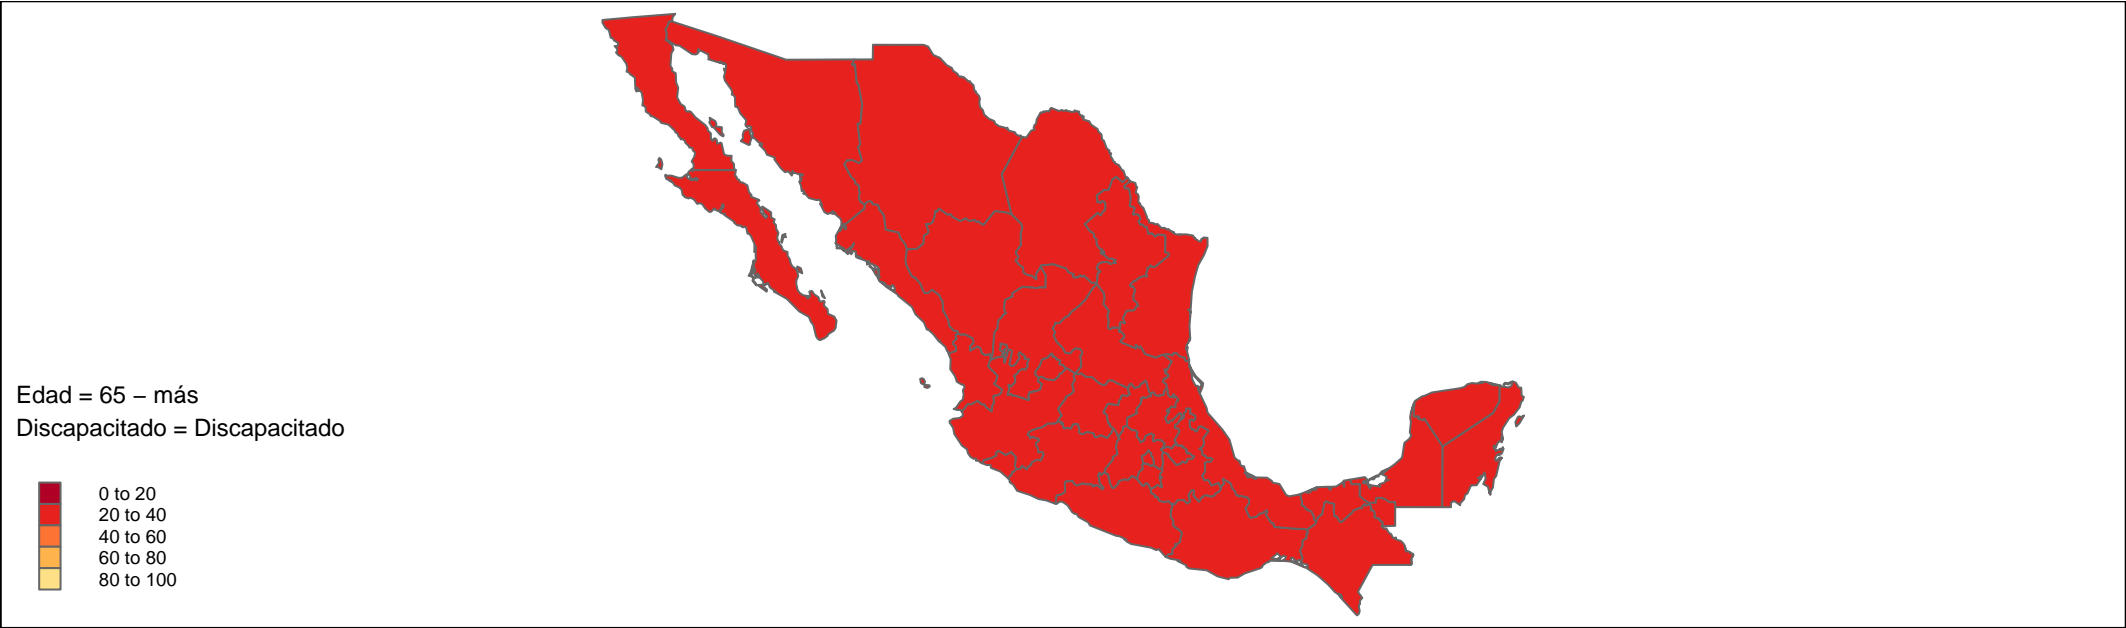 Edad = 65 – más
Discapacitado = Discapacitado
0 to 20
20 to 40
40 to 60
60 to 80
80 to 100